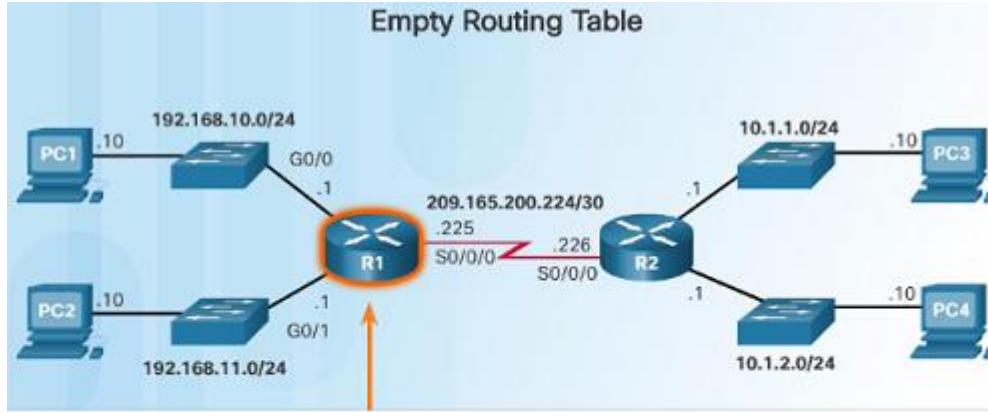 Empty Routing Table
192.168.10.0/24
10.1.1.0/24
PC1
.10
G0/0
.1
.10
PC3
209.165.200.224/30
.225
S0/0/0
.226
S0/0/0
.1
R1
R2
PC2
.10
.1
G0/1
.1
.10
PC4
192.168.11.0/24
10.1.2.0/24